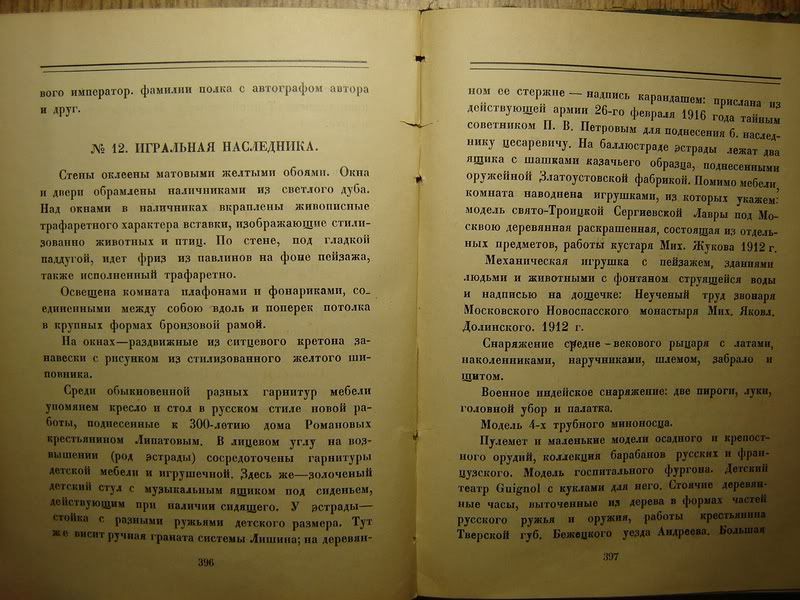 вого император. фамилии полка с автографом автора
и друг.
№ 12. ИГРАЛЬНАЯ НАСЛЕДНИКА.
Стены оклеены матовыми желтыми обоями. Окна
и двери обрамлены наличниками из светлого дуба.
Над окнами в наличниках вкраплены живописные
трафаретного характера вставки, изображающие стили-
зованно животных и птиц. По стене, под гладкой
паддугой, идет фриз из павлинов на фоне пейзажа,
также исполненный трафаретно.
Освещена комната плафонами и фонариками, со-
единенными между собою вдоль и поперек потолка
в крупных формах бронзовой рамой.
На окнах—раздвижные из ситцевого кретона за-
навески с рисунком из стилизованного желтого ши-
повника.
Среди обыкновенной разных гарнитур мебели
упомянем кресло и стол в русском стиле новой ра-
боты, поднесенные к 300-летию дома Романовых
крестьянином Липатовым. В лицевом углу на воз-
вышении (род эстрады) сосредоточены гарнитуры
детской мебели и игрушечной. Здесь же—золоченый
детский стул с музыкальным ящиком под сиденьем,
действующим при наличии сидящего. У эстрады—
стойка с разными ружьями детского размера. Тут
же висит ручная граната системы Лишина; на деревян-
396
ном ее стержне — надпись карандашем: прислана из
действующей армии 26-го февраля 1916 года тайным
советником П. В. Петровым для поднесения б. наслед-
нику цесаревичу. На баллюстраде эстрады лежат два
ящика с шашками казачьего образца, поднесенными
оружейной Златоустовской фабрикой. Помимо мебели,
комната наводнена игрушками, из которых укажем:
модель свято-Троицкой Сергиевской Лавры под Мо-
сквою деревянная раскрашенная, состоящая из отдель-
ных предметов, работы кустаря Мих. Жукова 1912 г.
Механическая игрушка с пейзажем, зданиями
людьми и животными с фонтаном струящейся воды
и надписью на дощечке: Неученый труд звонаря
Московского Новоспасского монастыря Мих. Яковл.
Долинского. 1912 г.
Снаряжение средне-векового рыцаря с латами,
наколенниками, наручниками, шлемом, забрало и
щитом.
Военное индейское снаряжение: две пироги, луки,
головной убор и палатка.
Модель 4-х трубного миноносца.
Пулемет и маленькие модели осадного и крепост-
ного орудий, коллекция барабанов русских и фран-
цузского. Модель госпитального фургона. Детский
театр Guignol с куклами для него. Стоячие деревян-
ные часы, выточенные из дерева в формах частей
русского ружья и оружия, работы крестьянина
Тверской губ. Бежецкого уезда Андреева. Большая
397